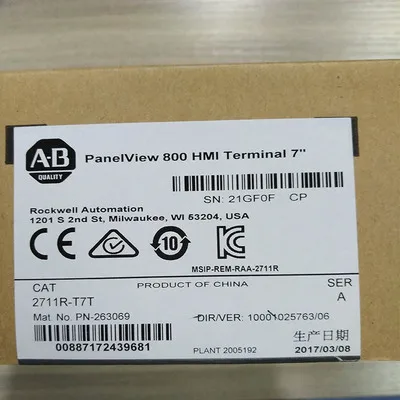 A-B
QUALITY
PanelView 800 HMI Terminal 7"
SN: 21GF0F CP
Rockwell Automation
1201 S 2nd St, Milwaukee, WI 53204, USA
CE
10
MSIP-REM-RAA-2711R
PRODUCT OF CHINA
CAT
SER
2711R-T7T
A
Mat. No. PN-263069
DIR/VER: 10001025763/06
生产日期
00887172439681
PLANT 2005192
2017/03/08